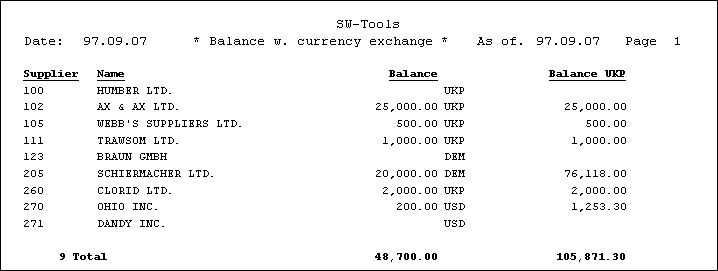 SW-Tools
Date: 97.09.07 * Balance w. currency exchange * As of. 97.09.07 Page 1
Supplier Name Balance Balance UKP
100 HUMBER LTD. UKP
102 AX & AX LTD. 25,000.00 UKP 25,000.00
105 WEBB'S SUPPLIERS LTD. 500.00 UKP 500.00
111 TRAWSOM LTD. 1,000.00 UKP 1,000.00
123 BRAUN GMBH DEM
205 SCHIERMACHER LTD. 20,000.00 DEM 76,118.00
260 CLORID LTD. 2,000.00 UKP 2,000.00
270 OHIO INC. 200.00 USD 1,253.30
271 DANDY INC. USD
9 Total 48,700.00 105,871.30